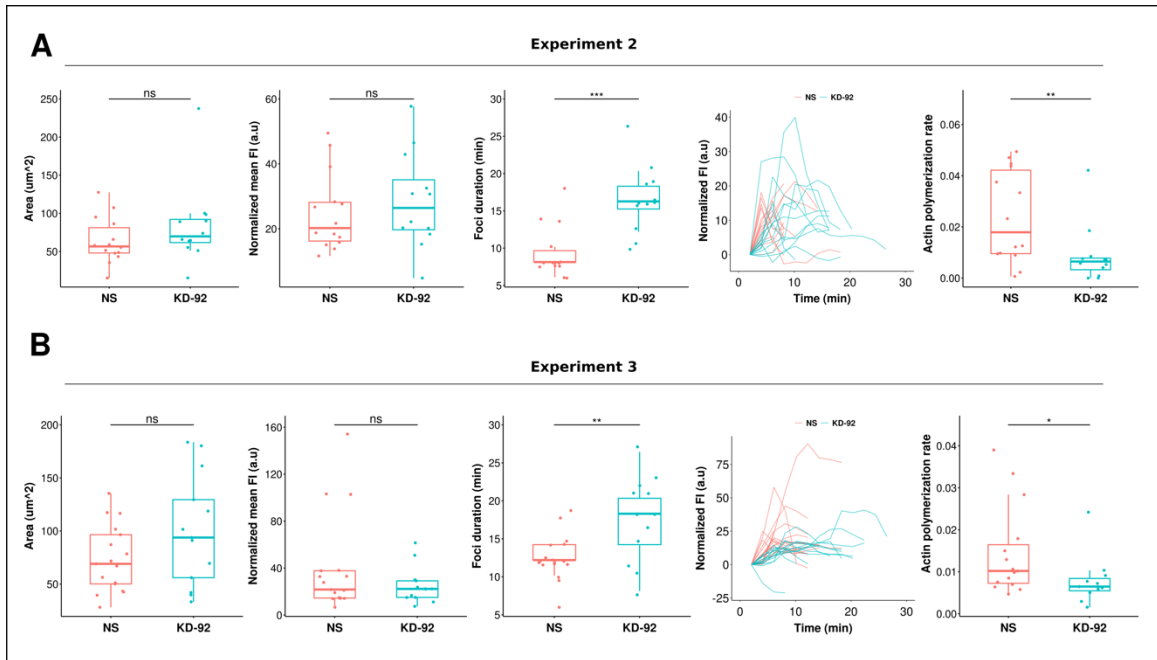 A
Experiment 2
Area (um^2)
250
200
150
100
50
ns
NS
KD-92
Normalized mean FI (a.u)
60
40
20
ns
NS
KD-92
Foci duration (min)
30
25
20
15
10
5
***
NS
KD-92
NS KD-92
Normalized FI (a.u)
40
30
20
10
0
0 10 20 30
Time (min)
Actin polymerization rate
0.06
0.04
0.02
0.00
**
NS
KD-92
B
Experiment 3
Area (um^2)
200
150
100
50
ns
NS
KD-92
Normalized mean FI (a.u)
160
120
80
40
0
ns
NS
KD-92
Foci duration (min)
30
25
20
15
10
5
**
NS
KD-92
NS KD-92
Normalized FI (a.u)
75
50
25
0
-25
0 10 20 30
Time (min)
Actin polymerization rate
0.04
0.03
0.02
0.01
0.00
*
NS
KD-92